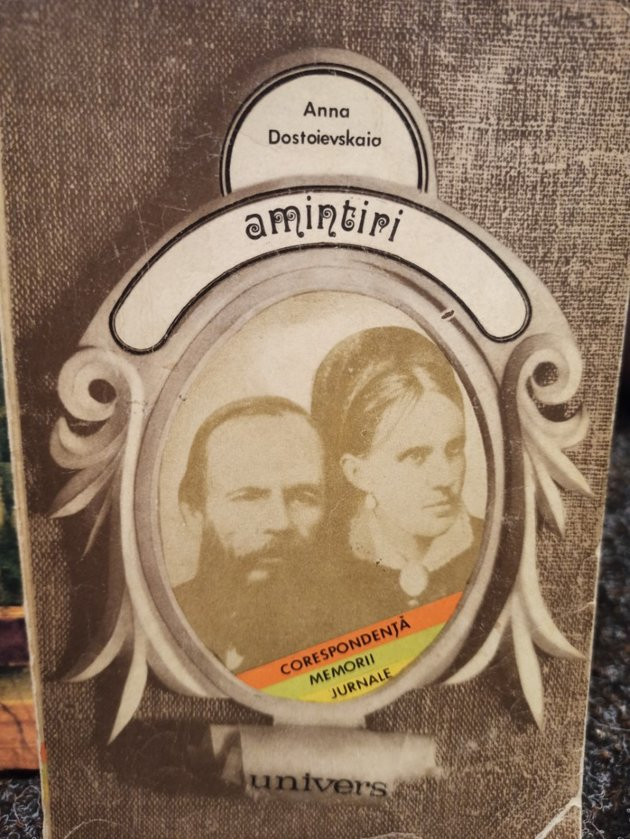 Anna
Dostoievskaia
amintiri
CORESPONDENȚĂ
MEMORII
JURNALE
univers